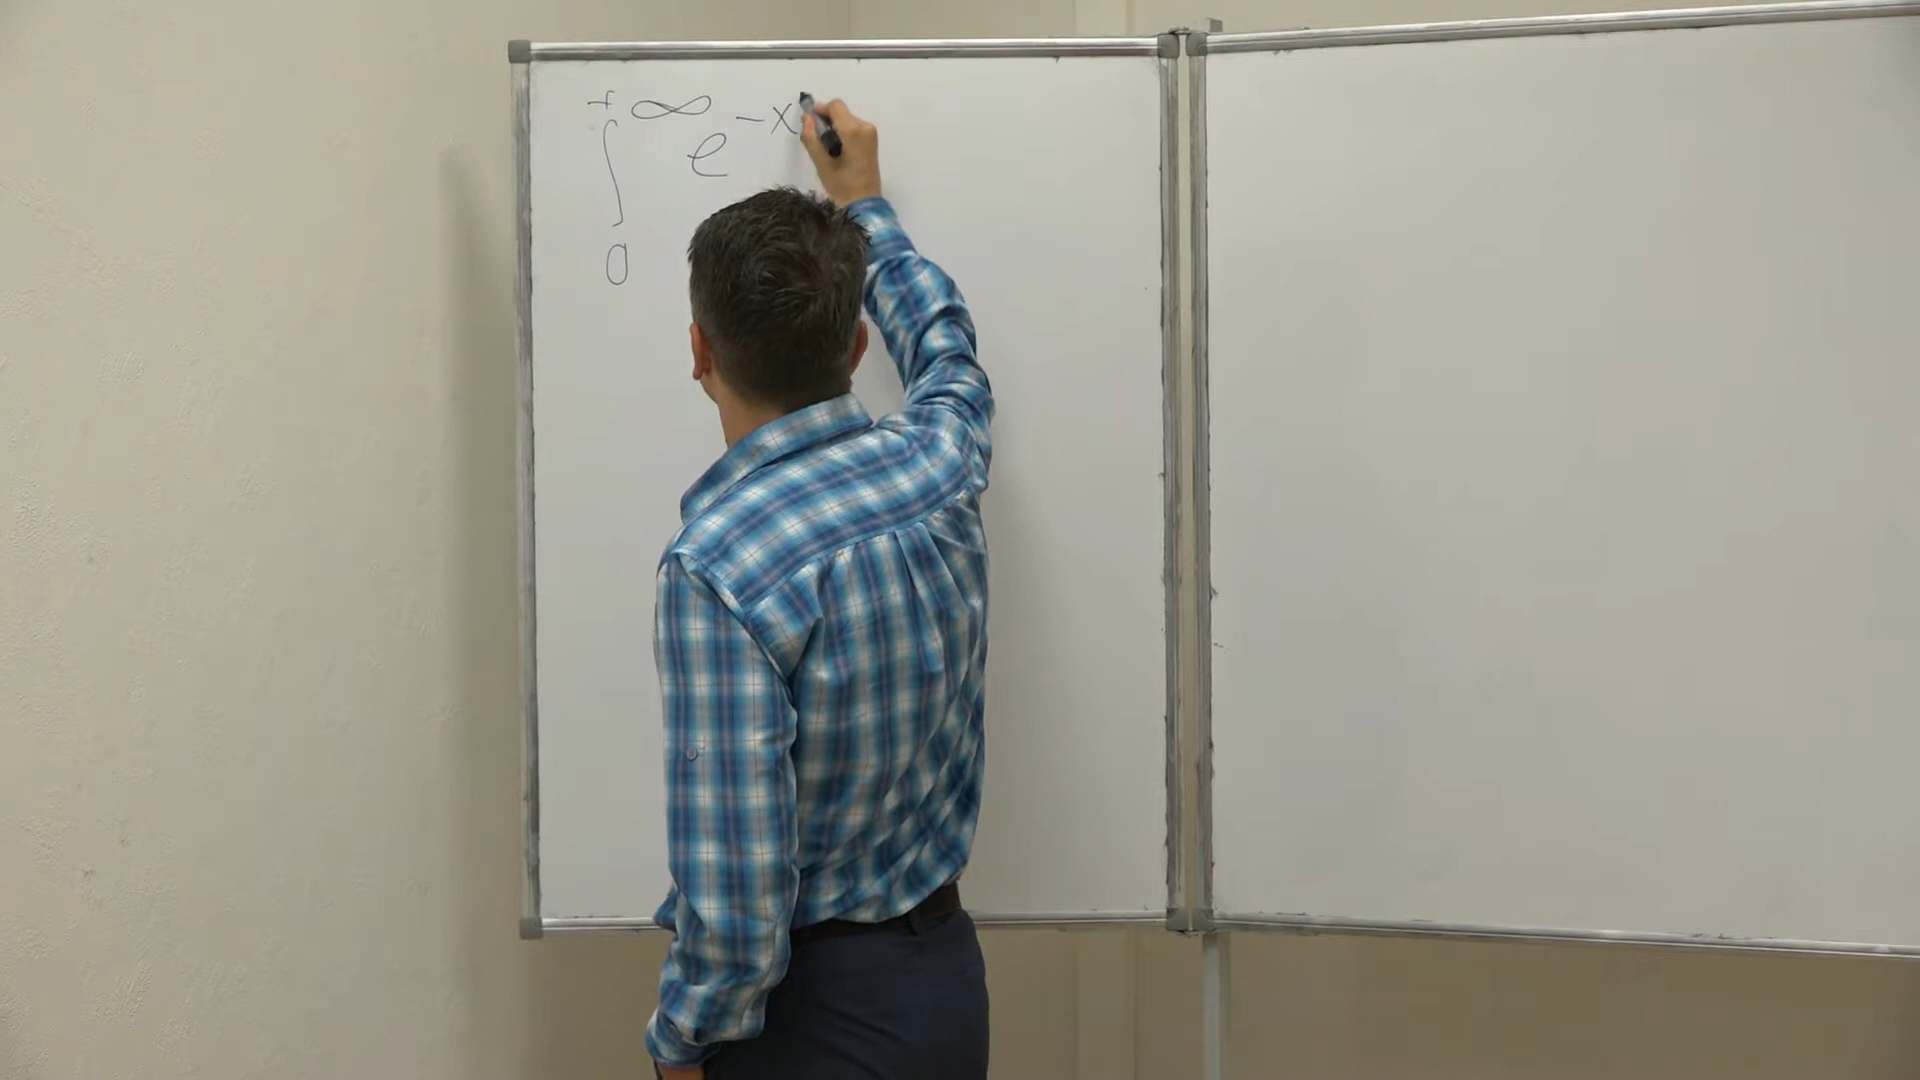 +∞
∫ e^{-x}
0